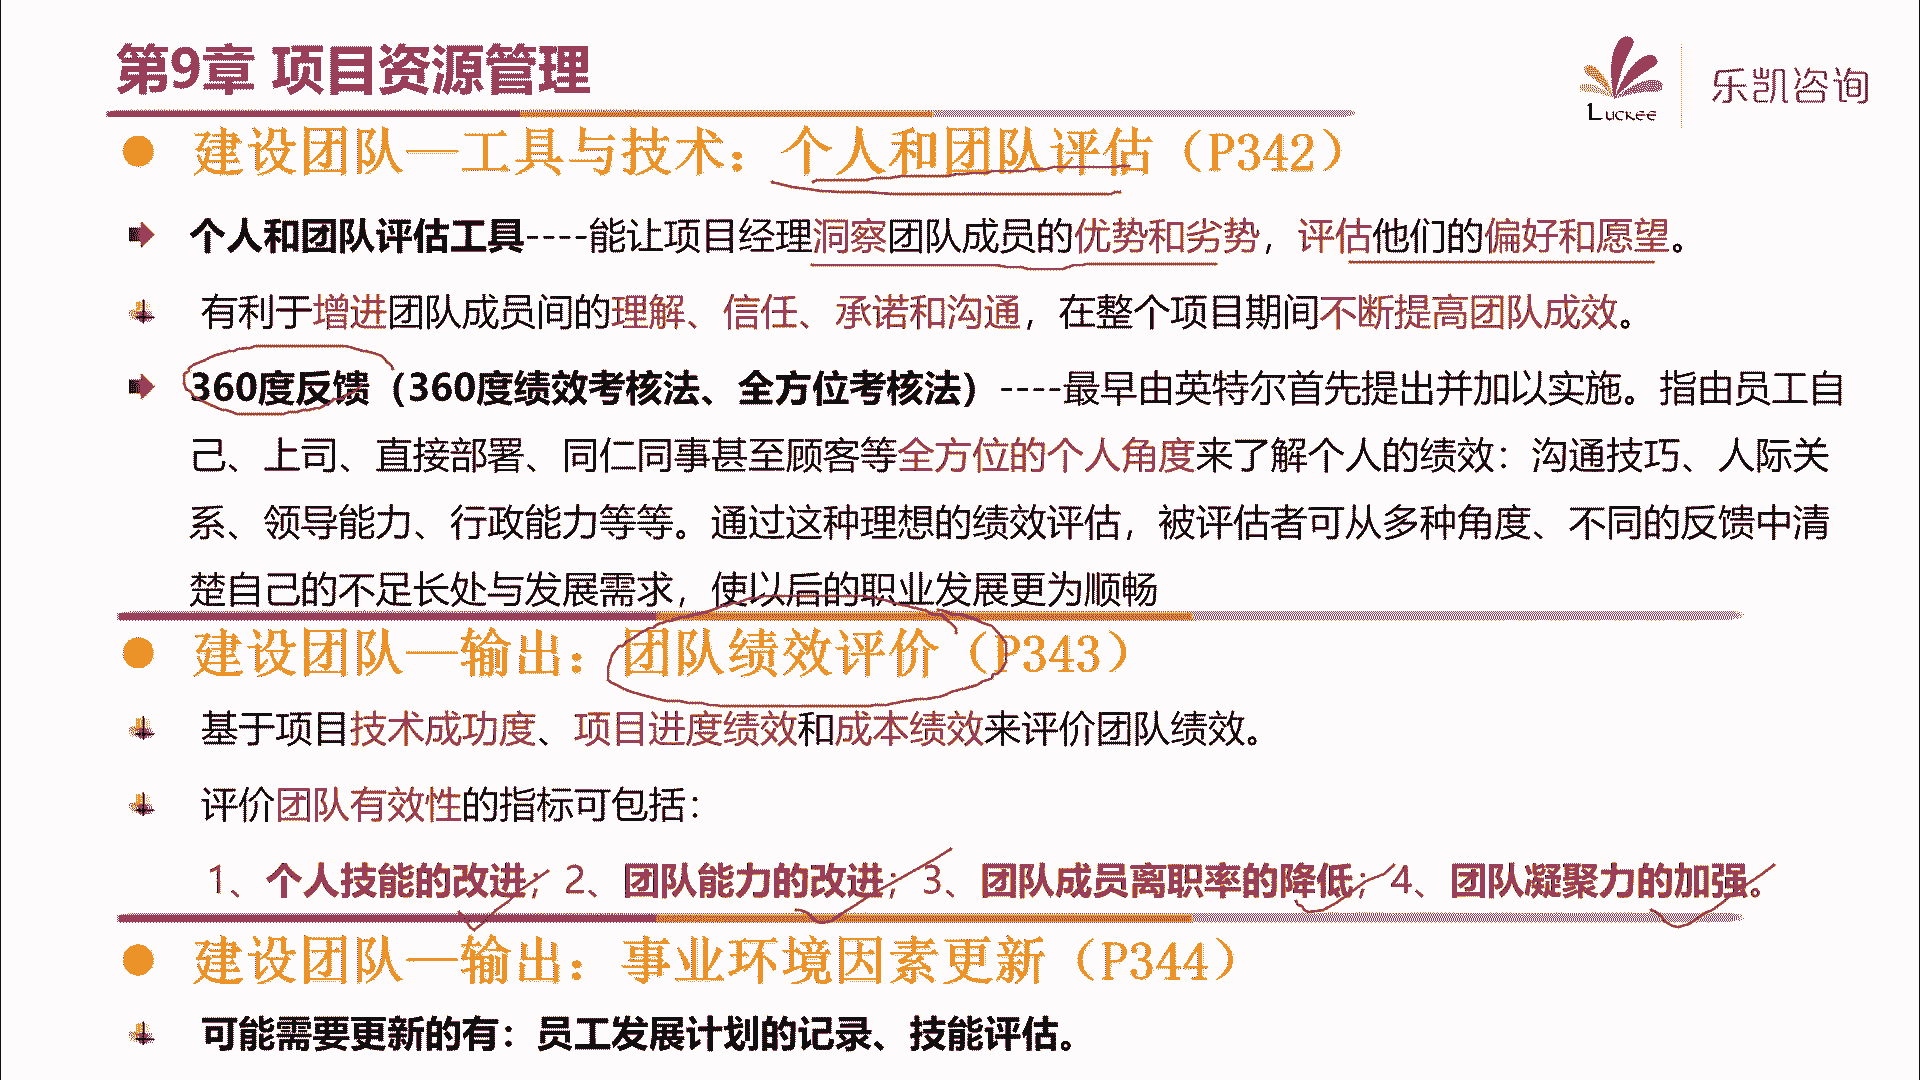 第9章 项目资源管理
Luckee
乐凯咨询
建设团队—工具与技术：个人和团队评估（P342）
个人和团队评估工具----能让项目经理洞察团队成员的优势和劣势，评估他们的偏好和愿望。
有利于增进团队成员间的理解、信任、承诺和沟通，在整个项目期间不断提高团队成效。
360度反馈（360度绩效考核法、全方位考核法）----最早由英特尔首先提出并加以实施。指由员工自
己、上司、直接部署、同仁同事甚至顾客等全方位的个人角度来了解个人的绩效：沟通技巧、人际关
系、领导能力、行政能力等等。通过这种理想的绩效评估，被评估者可从多种角度、不同的反馈中清
楚自己的不足长处与发展需求，使以后的职业发展更为顺畅
建设团队—输出：团队绩效评价（P343）
基于项目技术成功度、项目进度绩效和成本绩效来评价团队绩效。
评价团队有效性的指标可包括：
1、个人技能的改进；2、团队能力的改进；3、团队成员离职率的降低；4、团队凝聚力的加强。
建设团队—输出：事业环境因素更新（P344）
可能需要更新的有：员工发展计划的记录、技能评估。